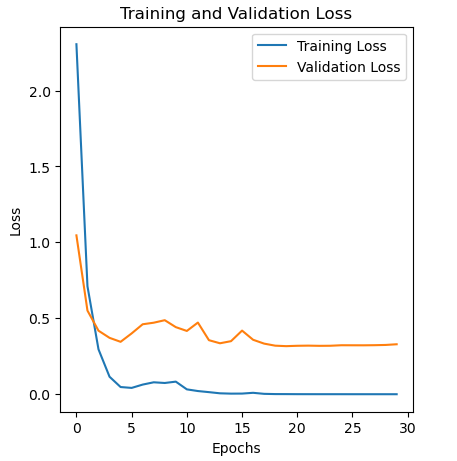 Training and Validation Loss
Training Loss
Validation Loss
Loss
2.0
1.5
1.0
0.5
0.0
0 5 10 15 20 25 30
Epochs